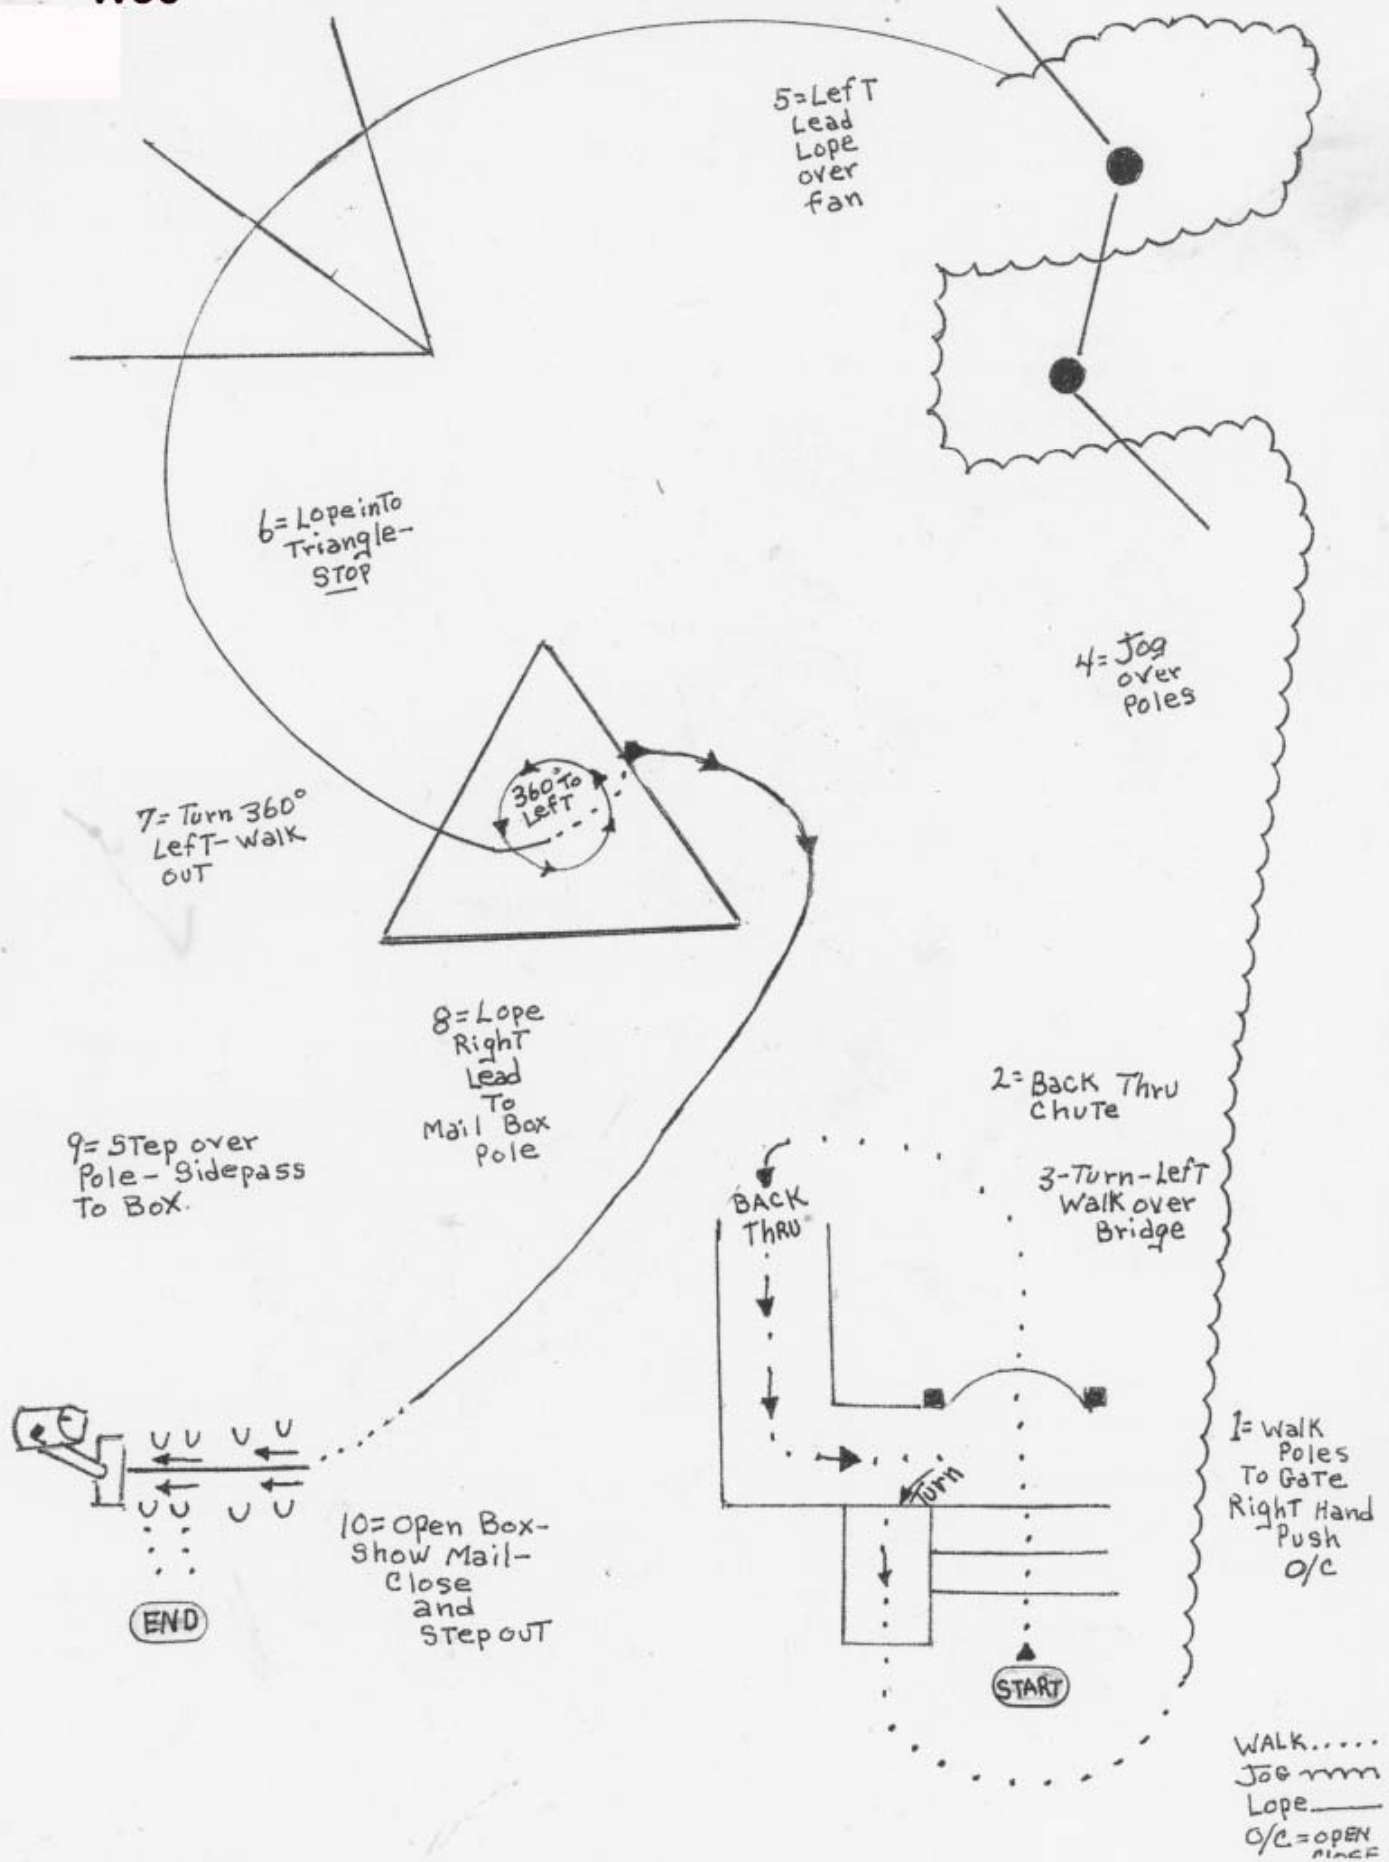 5=Left
Lead
Lope
over
fan
6=Lope into
Triangle-
STOP
4=Jog
over
Poles
360° To
Left
7=Turn 360°
Left-Walk
out
8=Lope
Right
Lead
To
Mail Box
Pole
2=Back Thru
Chute
9=Step over
Pole-Sidepass
To Box.
3-Turn-Left
Walk over
Bridge
BACK
THRU
1=Walk
Poles
To Gate
Right Hand
Push
O/C
Turn
10=Open Box-
Show Mail-
Close
and
Step out
END
START
WALK.....
JOG
Lope
O/C=OPEN